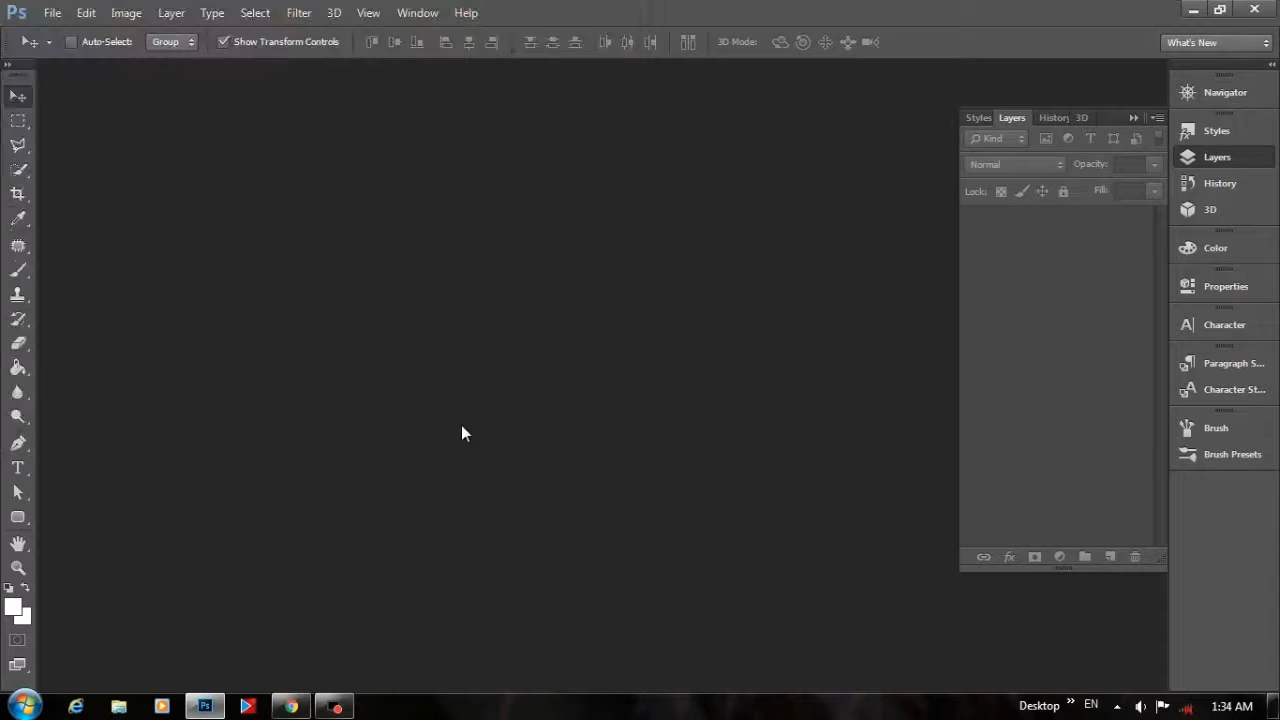 Ps File Edit Image Layer Type Select Filter 3D View Window Help
Auto-Select: Group Show Transform Controls 3D Mode: What's New
Styles Layers History 3D
Kind T
Normal Opacity:
Lock: Fill:
fx
Navigator
Styles
Layers
History
3D
Color
Properties
Character
Paragraph S...
Character St...
Brush
Brush Presets
T
Ps Desktop » EN 1:34 AM